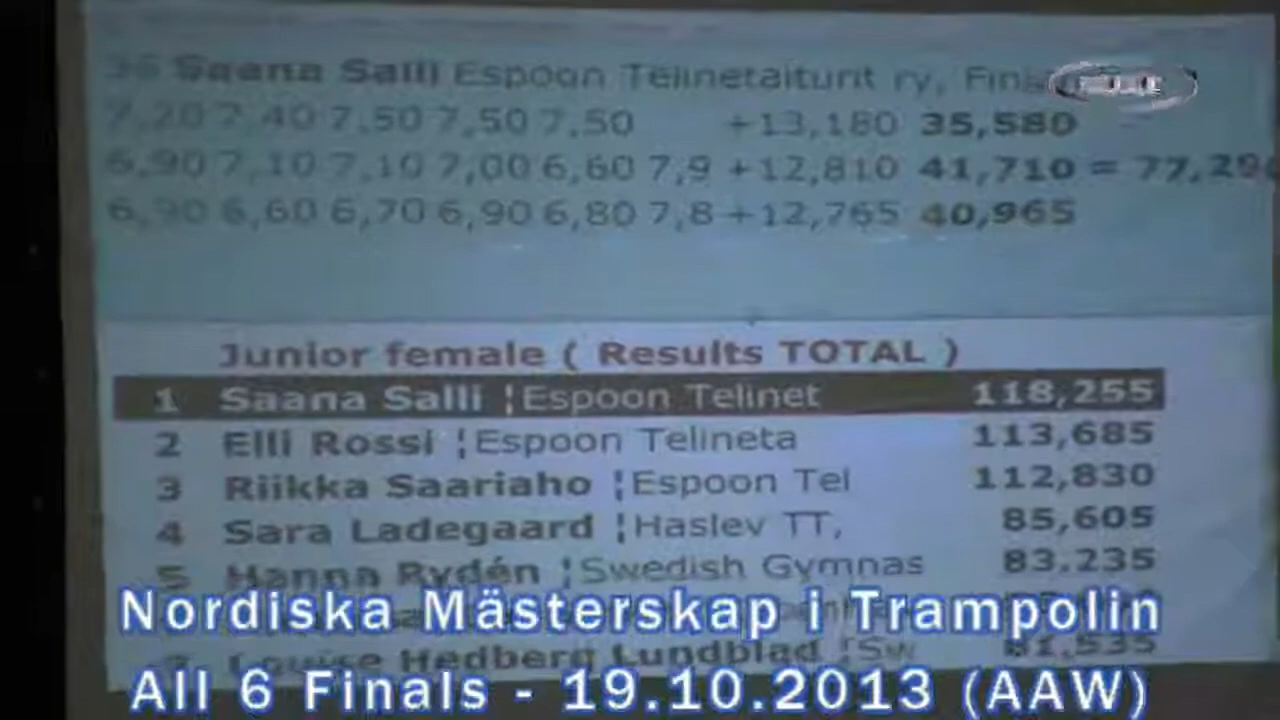 36 Saana Salli Espoon Telinetaiturit ry,
7,20 7,40 7,50 7,50 7,50 +13,180 35,580
6,90 7,10 7,10 7,00 6,60 7,9 +12,810 41,710 = 77,29
6,90 6,60 6,70 6,90 6,80 7,8 +12,765 40,965
Junior female ( Results TOTAL )
1 Saana Salli ¦Espoon Telinet 118,255
2 Elli Rossi ¦Espoon Telineta 113,685
3 Riikka Saariaho ¦Espoon Tel 112,830
4 Sara Ladegaard ¦Haslev TT, 85,605
5 Hanna Rydén ¦Swedish Gymnas 83,235
Nordiska Mästerskap i Trampolin
7 Louise Hedberg Lundblad ¦Sw 81,535
All 6 Finals - 19.10.2013 (AAW)